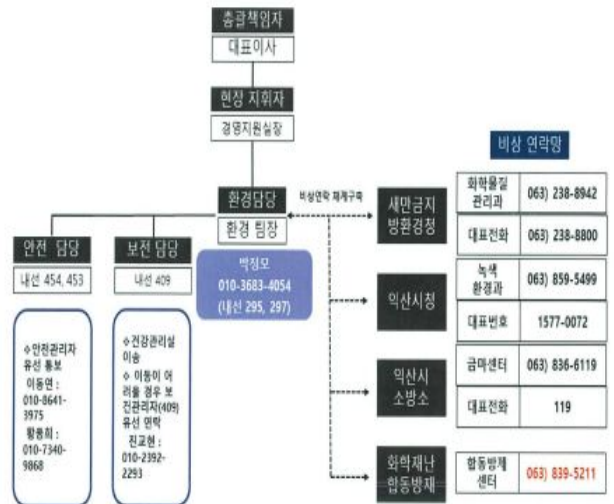 총괄책임자
대표이사
현장 지휘자
경영지원실장
환경담당
환경 팀장
박정모
010-3683-4054
(내선 295, 297)
비상연락 체계구축
안전 담당
내선 454, 453
보전 담당
내선 409
❖안전관리자
유선 통보
이동연 :
010-8641-
3975
황용희 :
010-7340-
9868
❖건강관리실
이송
❖ 이동이 어
려울 경우 보
건관리자(409)
유선 연락
진교현 :
010-2392-
2293
비상 연락망
새만금지
방환경청
화학물질
관리과
063) 238-8942
대표전화
063) 238-8800
익산시청
녹색
환경과
063) 859-5499
대표번호
1577-0072
익산시
소방소
금마센터
063) 836-6119
대표전화
119
화학재난
합동방재
합동방제
센터
063) 839-5211